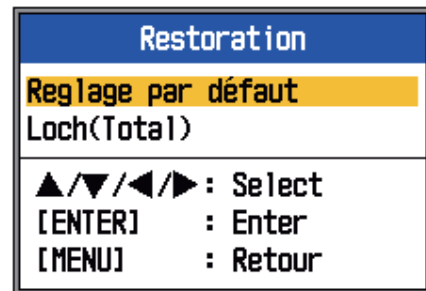 Restoration
Reglage par défaut
Loch(Total)
▲/▼/◀/▶: Select
[ENTER] : Enter
[MENU] : Retour